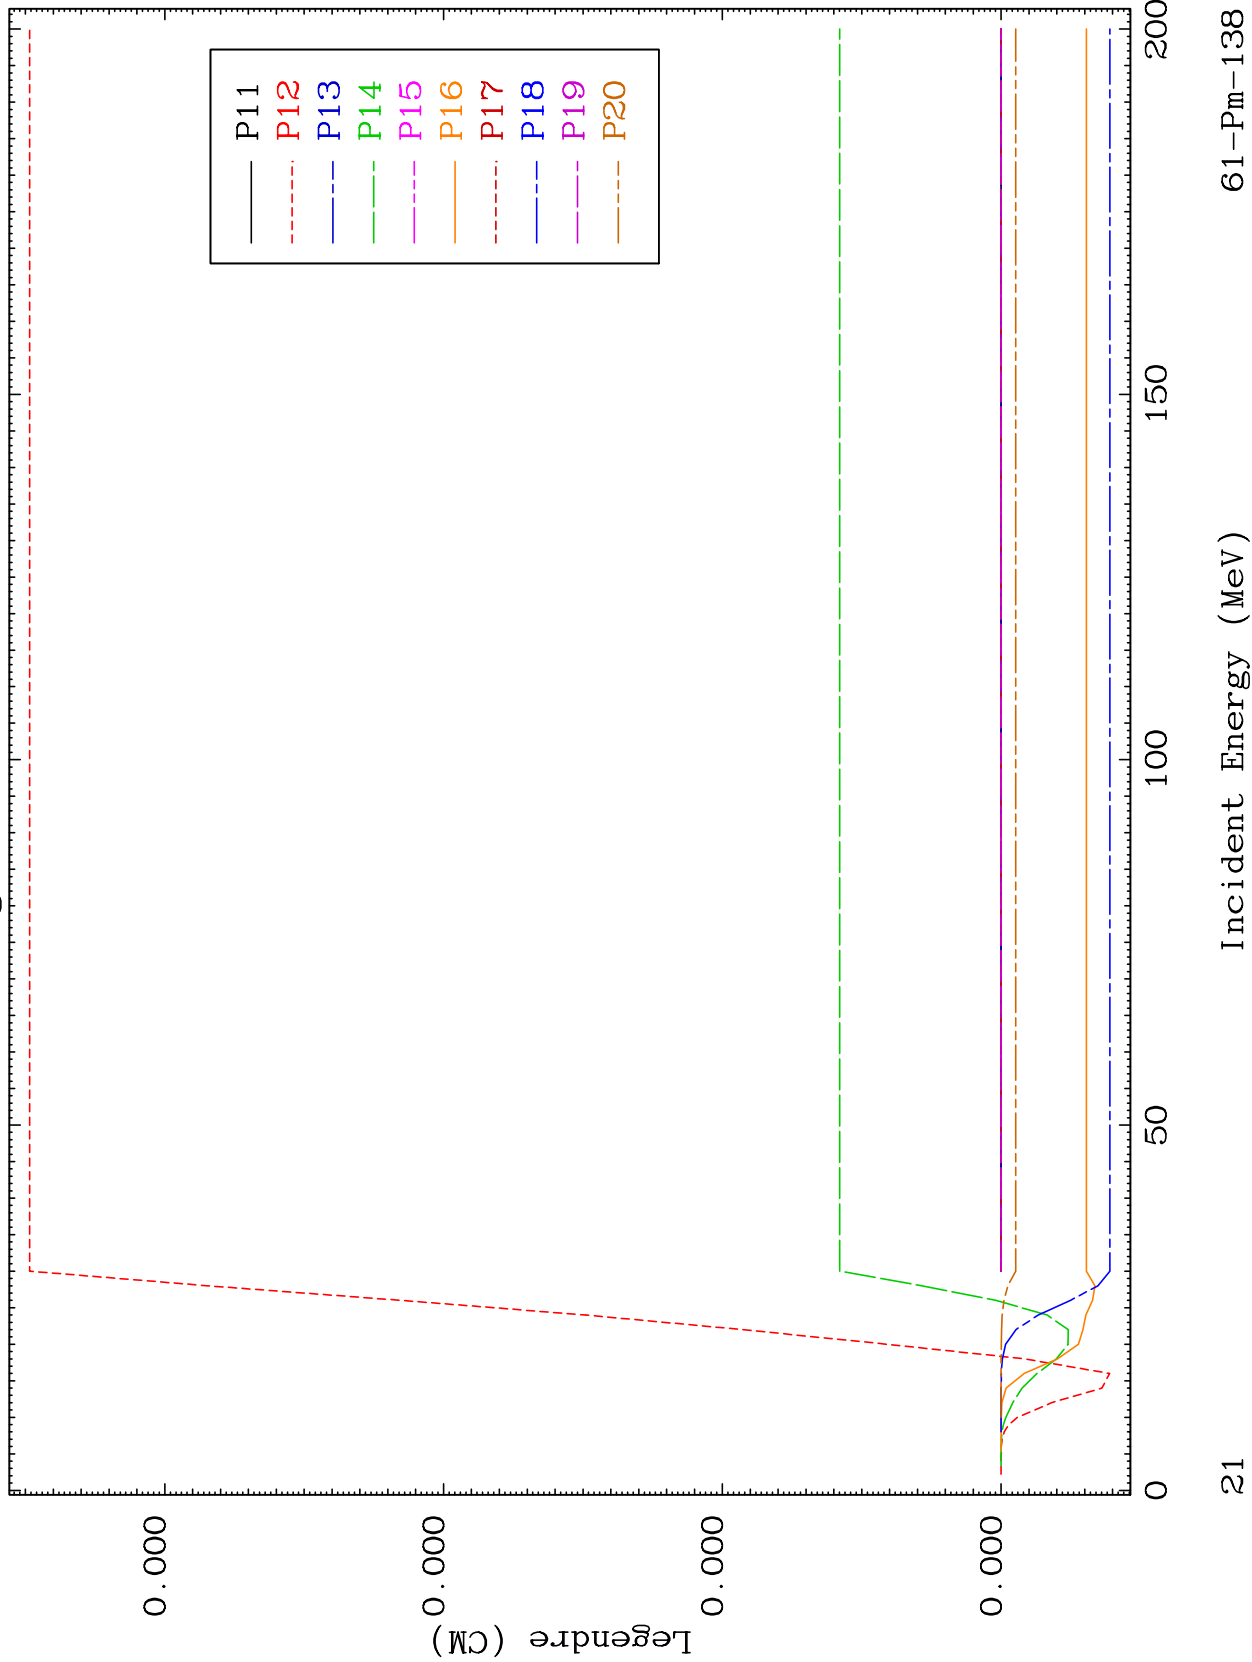 P11
P12
P13
P14
P15
P16
P17
P18
P19
P20
0.000
0.000
0.000
0.000
Legendre (CM)
0
50
100
150
200
Incident Energy (MeV)
21
61-Pm-138